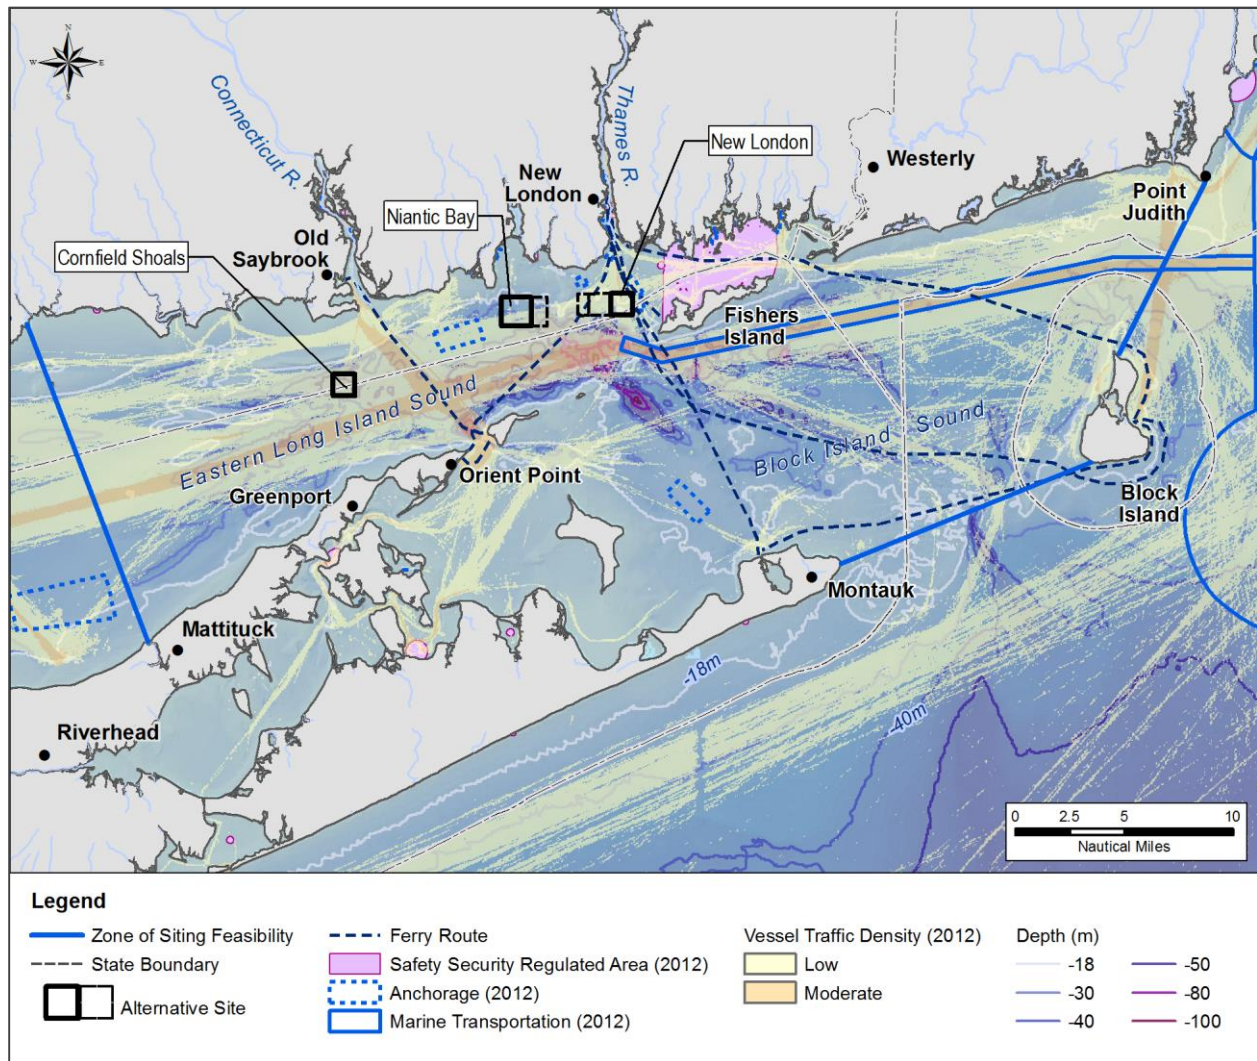 N
W
E
S
Connecticut R.
Thames R.
New London
Westerly
New
London
Point
Judith
Niantic Bay
Old
Saybrook
Cornfield Shoals
Fishers
Island
Eastern Long Island Sound
Block Island Sound
Orient Point
Greenport
Block
Island
Montauk
Mattituck
-18m
-40m
Riverhead
0 2.5 5 10
Nautical Miles
Legend
Zone of Siting Feasibility
State Boundary
Alternative Site
Ferry Route
Safety Security Regulated Area (2012)
Anchorage (2012)
Marine Transportation (2012)
Vessel Traffic Density (2012)
Low
Moderate
Depth (m)
-18
-30
-40
-50
-80
-100